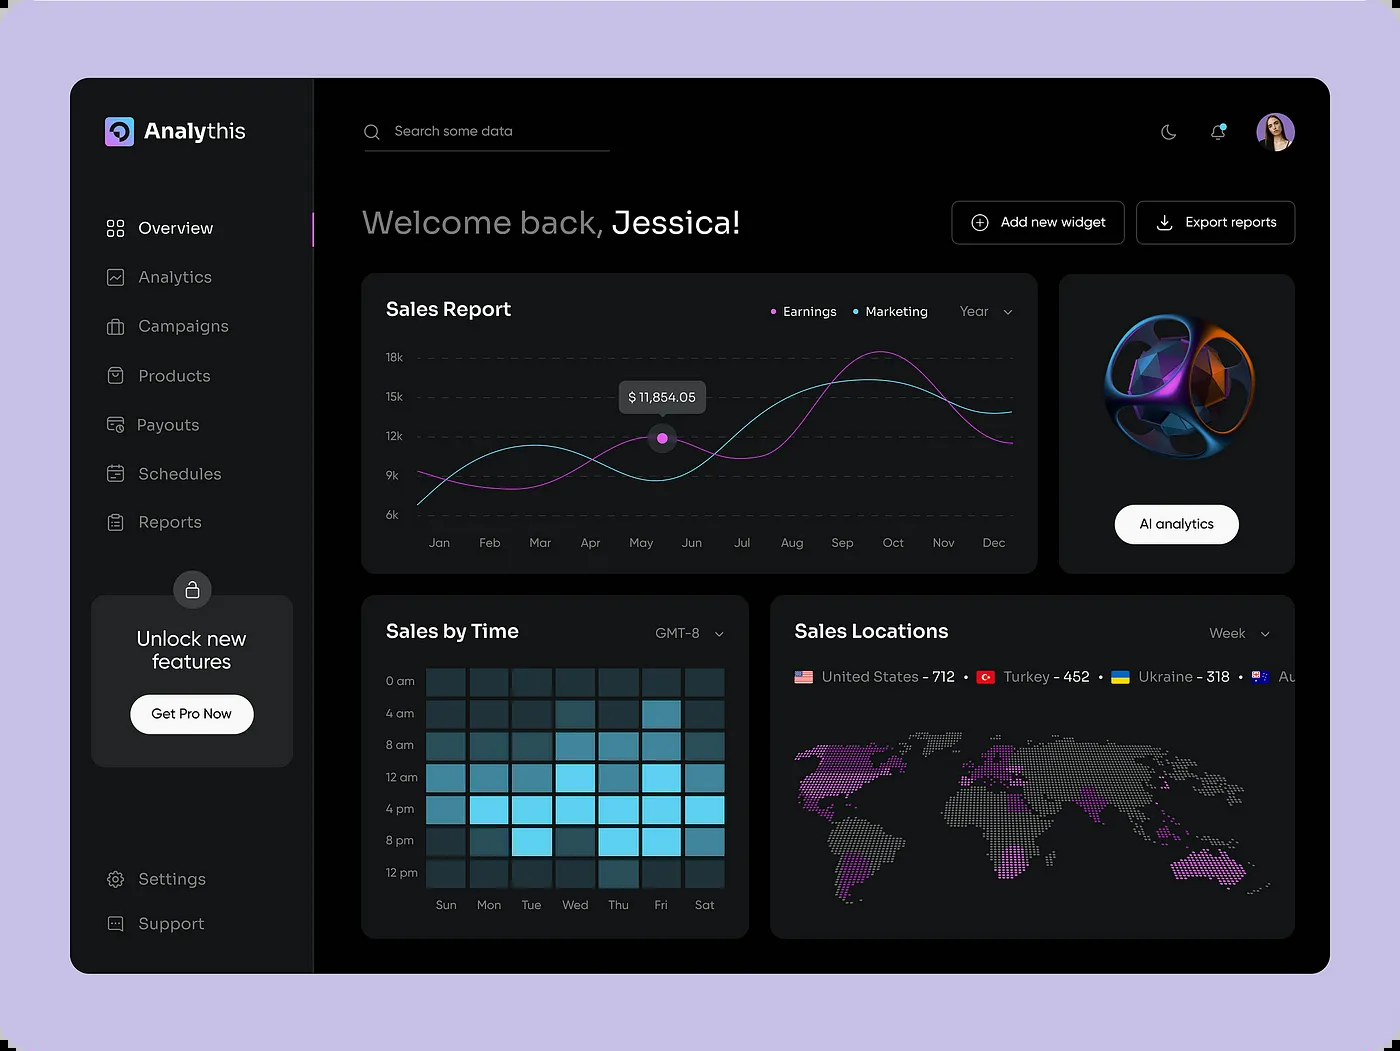 Analythis
Search some data
Overview
Analytics
Campaigns
Products
Payouts
Schedules
Reports
Unlock new
features
Get Pro Now
Settings
Support
Welcome back, Jessica!
Add new widget
Export reports
Sales Report
Earnings
Marketing
Year
18k
15k
12k
9k
6k
$ 11,854.05
Jan Feb Mar Apr May Jun Jul Aug Sep Oct Nov Dec
AI analytics
Sales by Time
GMT-8
0 am
4 am
8 am
12 am
4 pm
8 pm
12 pm
Sun Mon Tue Wed Thu Fri Sat
Sales Locations
Week
United States - 712 • Turkey - 452 • Ukraine - 318 • Au